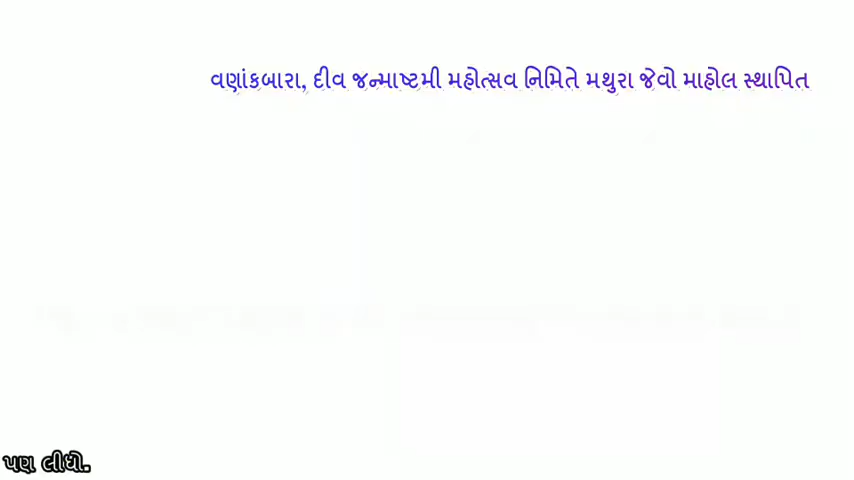 વણાંકબારા, દીવ જન્માષ્ટમી મહોત્સવ નિમિતે મથુરા જેવો માહોલ સ્થાપિત
પણ લીધો.